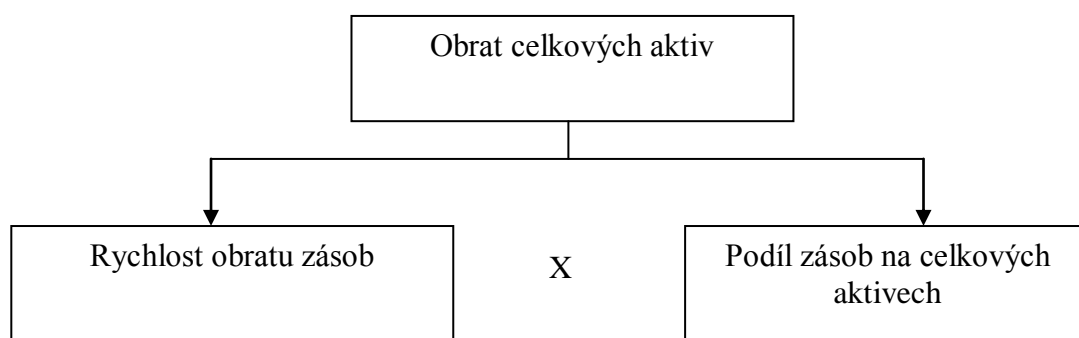 Obrat celkových aktiv
Rychlost obratu zásob
X
Podíl zásob na celkových
aktivech